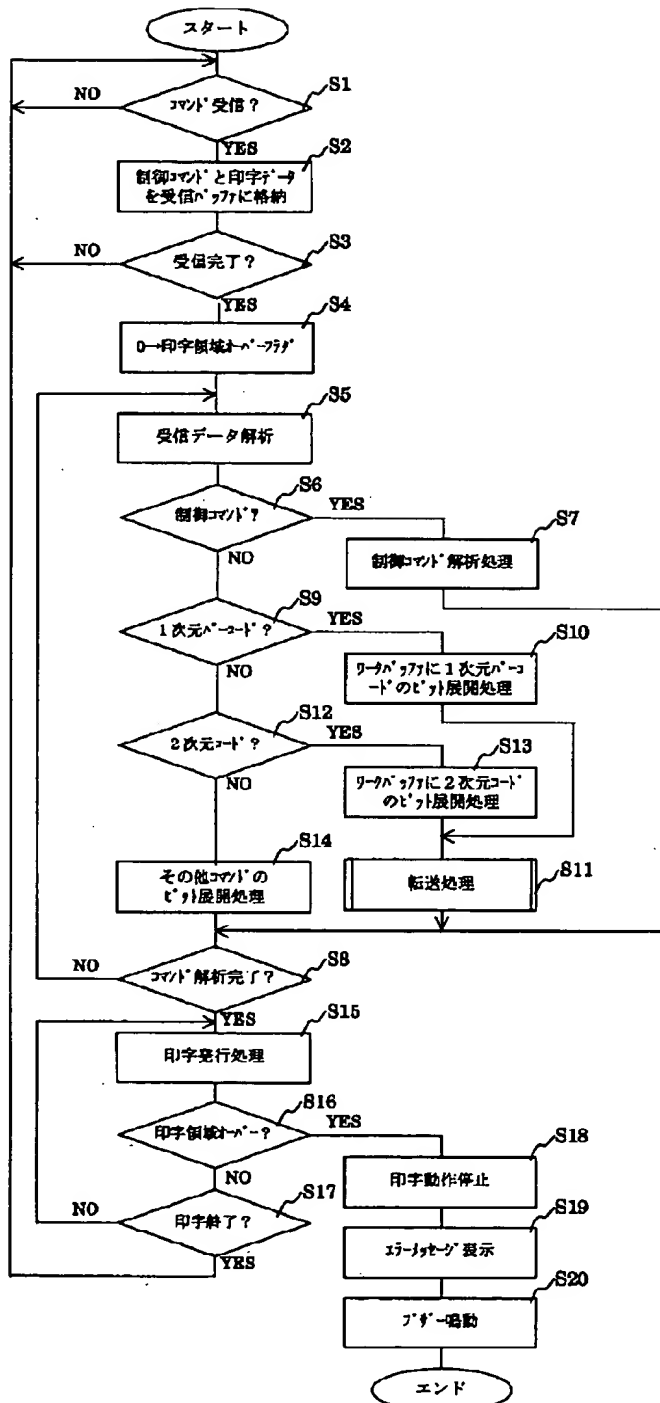 スタート
コマンド受信?
S1
NO
YES
S2
制御コマンドと印字データ
を受信バッファに格納
S3
受信完了?
NO
YES
S4
0→印字領域オーバーフラグ
S5
受信データ解析
S6
制御コマンド?
YES
NO
S7
制御コマンド解析処理
S9
1次元バーコード?
YES
NO
S10
ワークバッファに1次元バーコ
ードのビット展開処理
S12
2次元コード?
YES
NO
S13
ワークバッファに2次元コード
のビット展開処理
S14
その他コマンドの
ビット展開処理
転送処理
S11
S8
コマンド解析完了?
NO
YES
S15
印字発行処理
S16
印字領域オーバー?
YES
NO
S17
印字終了?
NO
YES
S18
印字動作停止
S19
エラーメッセージ表示
S20
ブザー鳴動
エンド